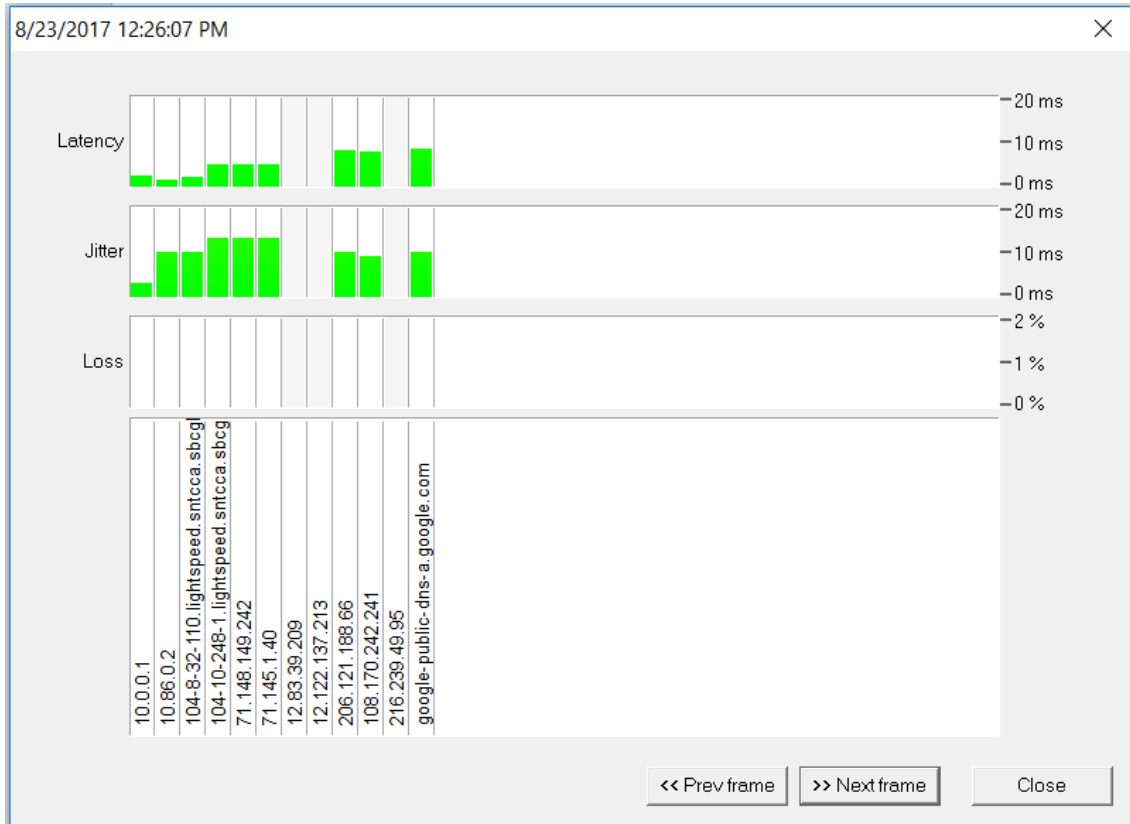 8/23/2017 12:26:07 PM
Latency
20 ms
10 ms
0 ms
Jitter
20 ms
10 ms
0 ms
Loss
2 %
1 %
0 %
10.0.0.1
10.86.0.2
104-8-32-110.lightspeed.sntcca.sbcgl
104-10-248-1.lightspeed.sntcca.sbcg
71.148.149.242
71.145.1.40
12.83.39.209
12.122.137.213
206.121.188.66
108.170.242.241
216.239.49.95
google-public-dns-a.google.com
<< Prev frame
>> Next frame
Close